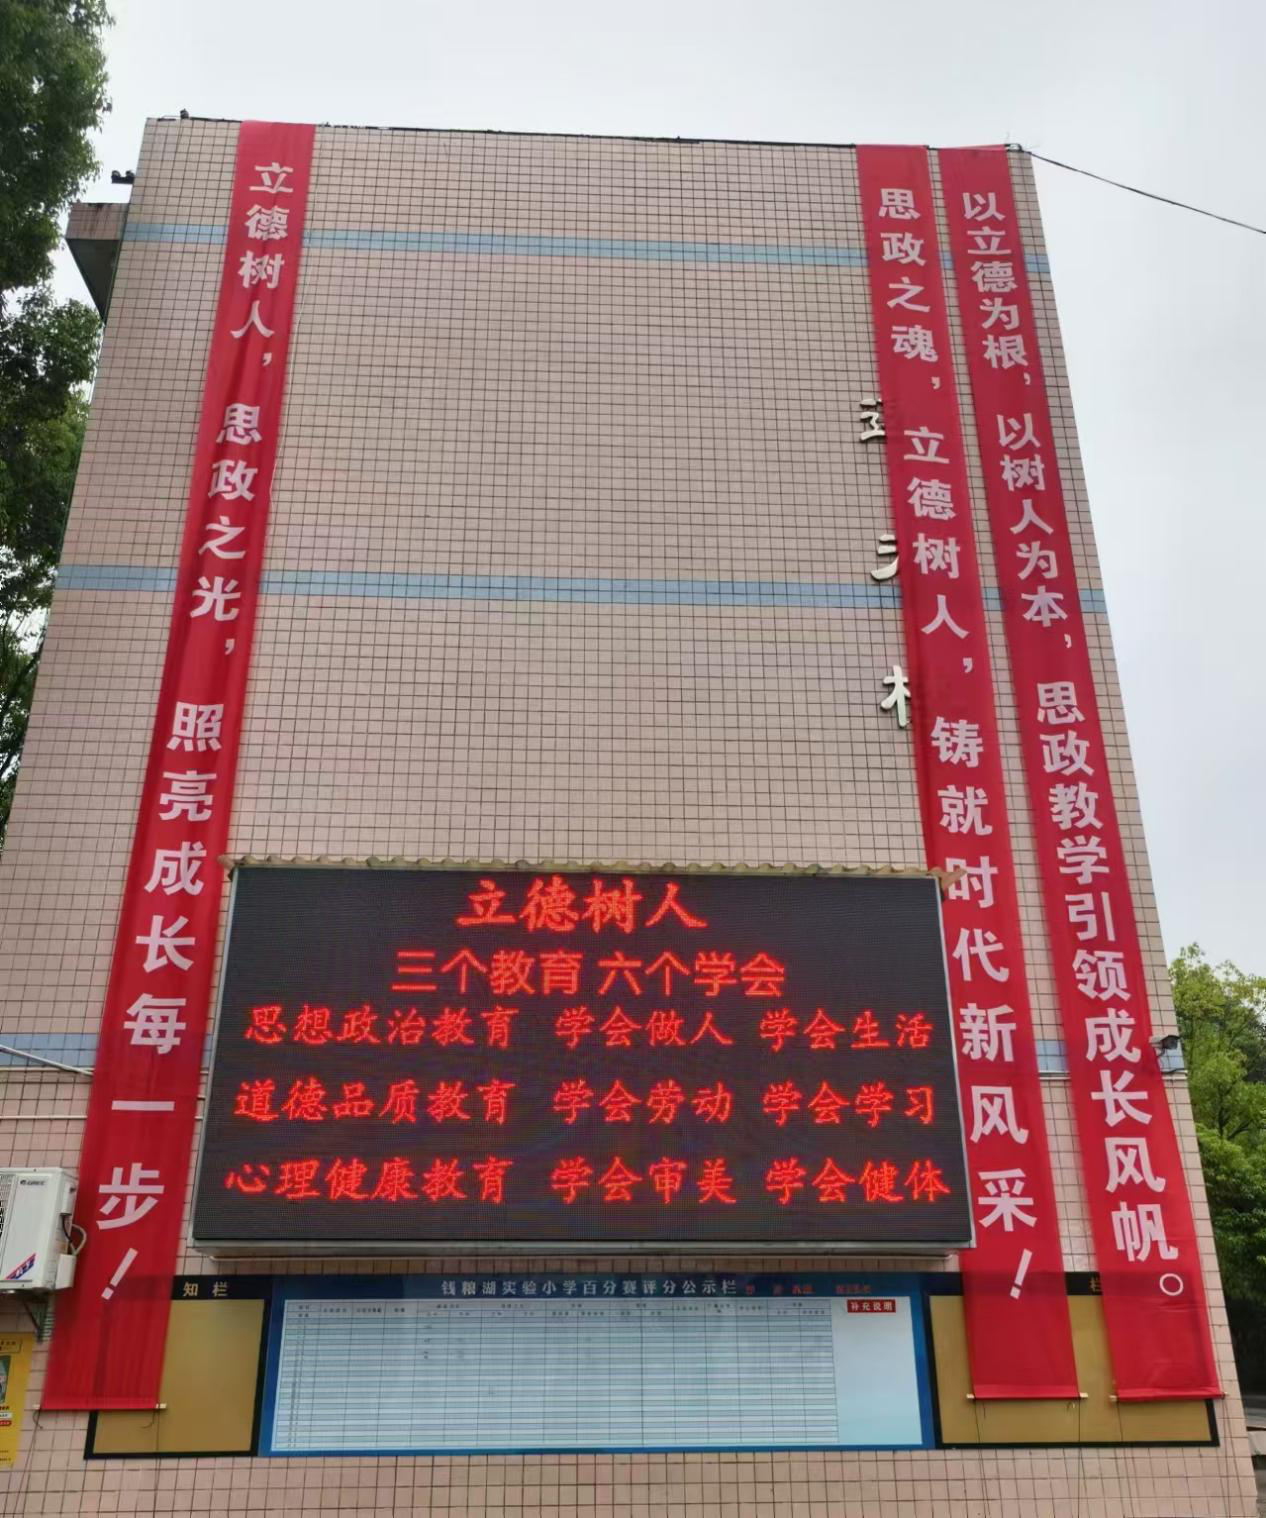 立德树人，思政之光，照亮成长每一步！
思政之魂，立德树人，铸就时代新风采！
以立德为根，以树人为本，思政教学引领成长风帆。
立德树人
三个教育 六个学会
思想政治教育 学会做人 学会生活
道德品质教育 学会劳动 学会学习
心理健康教育 学会审美 学会健体
知栏
钱粮湖实验小学百分赛评分公示栏
补充说明
栏